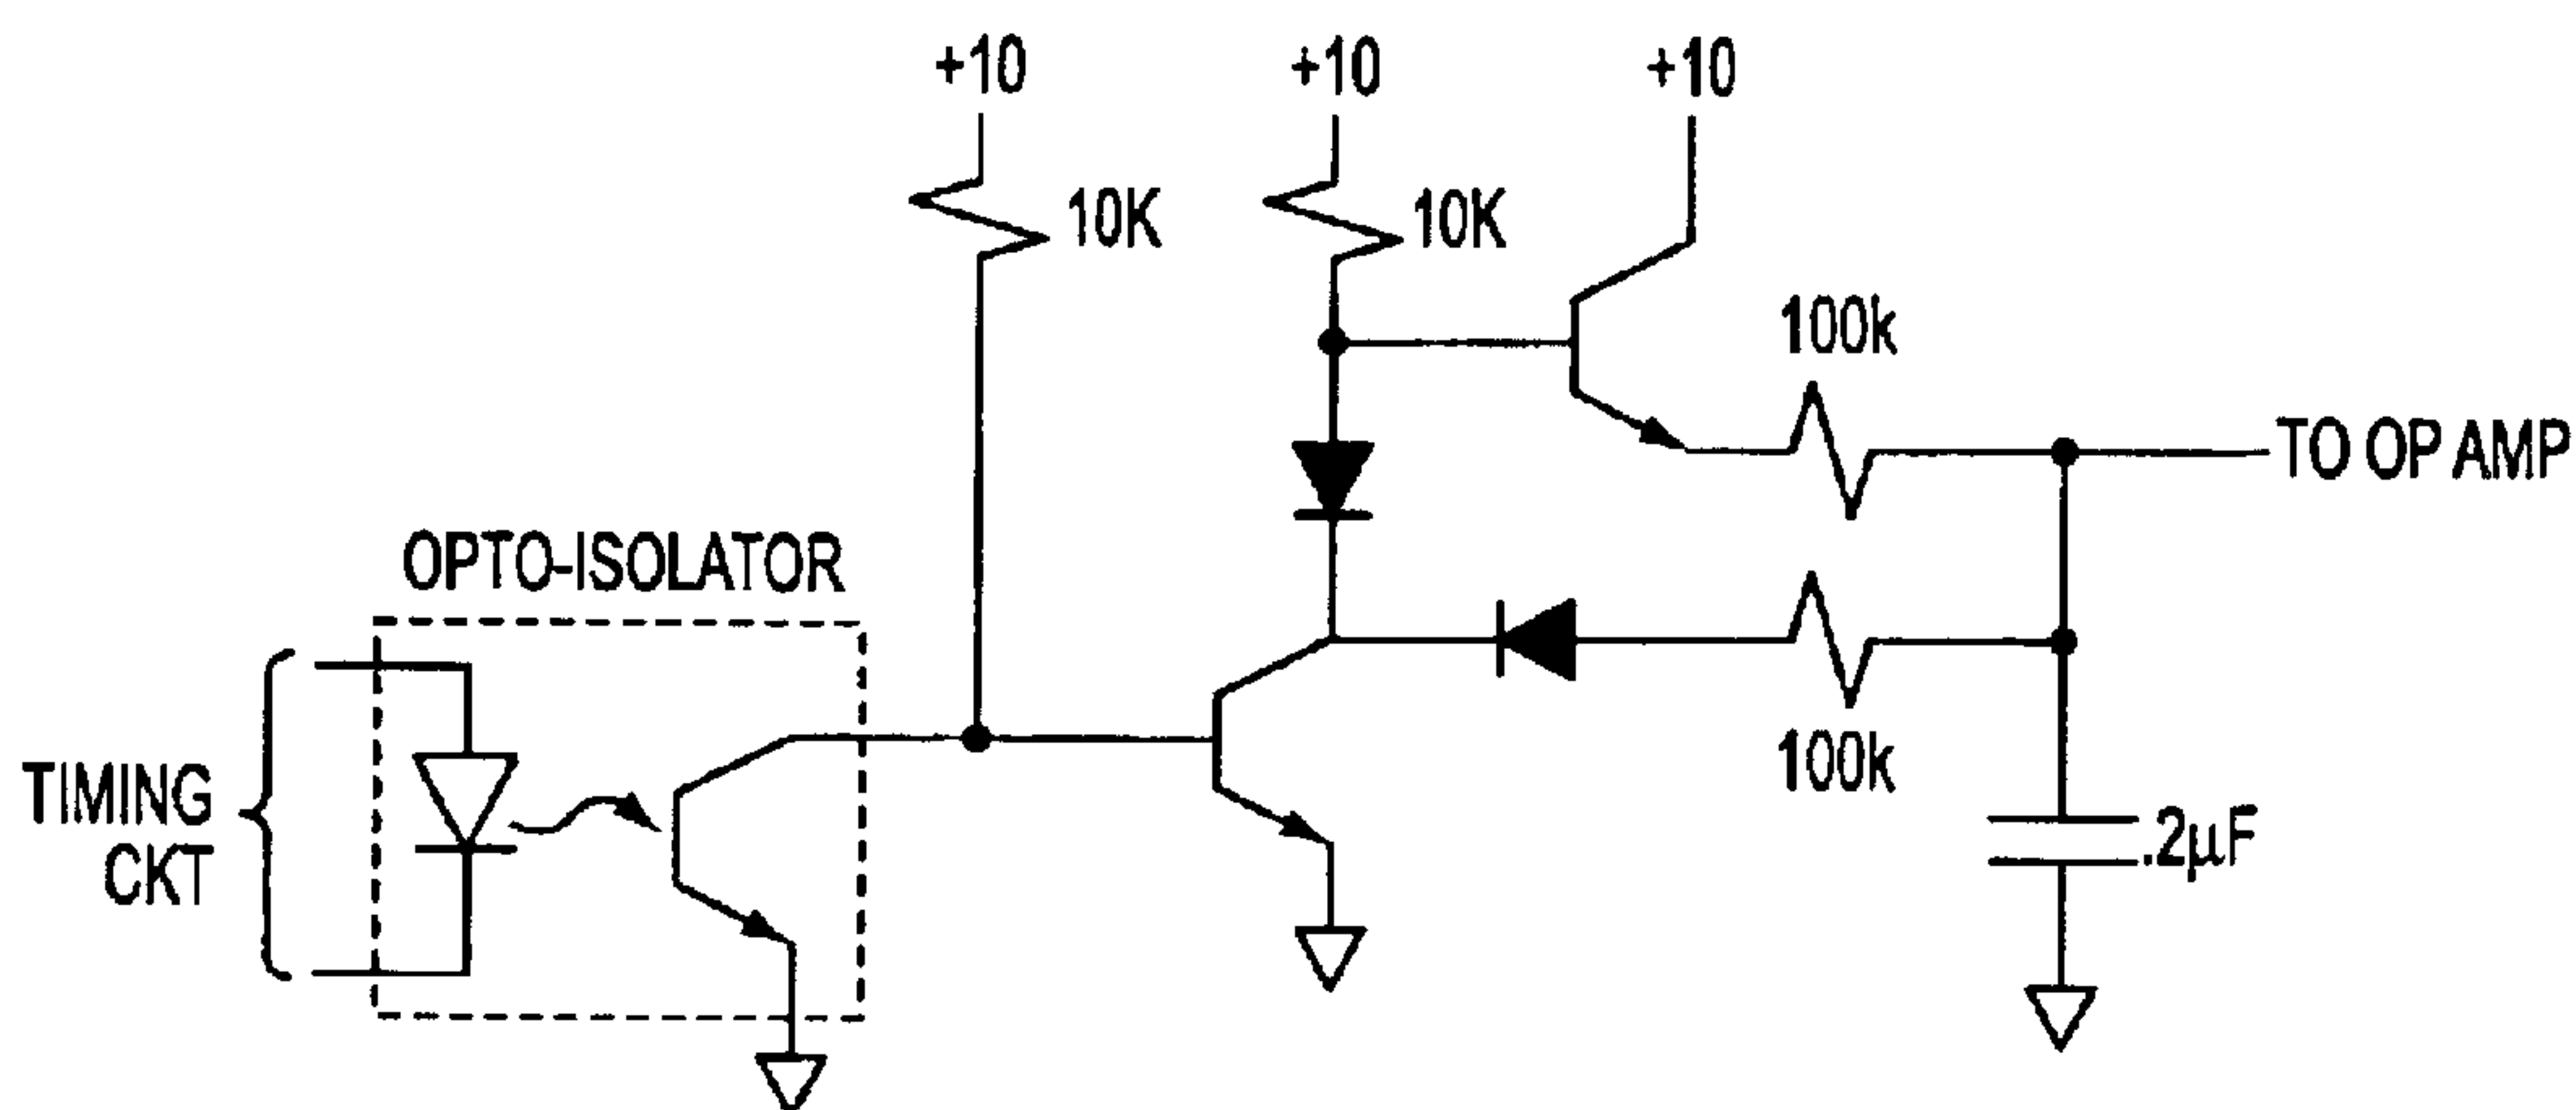 +10
+10
+10
10K
10K
100k
TO OP AMP
OPTO-ISOLATOR
100k
TIMING
CKT
.2µF